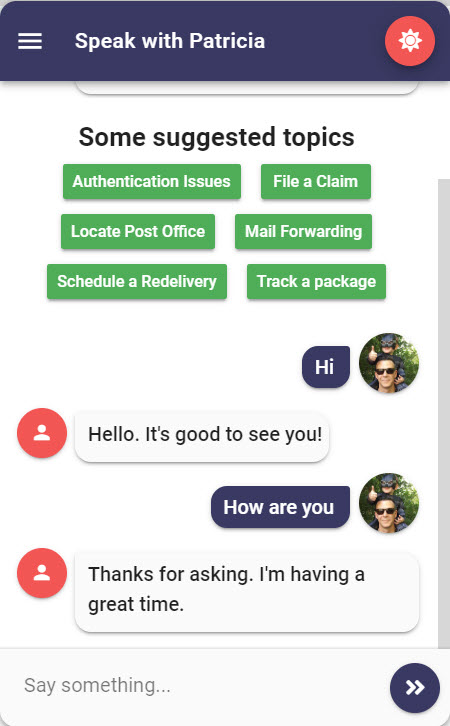 Speak with Patricia
Some suggested topics
Authentication Issues
File a Claim
Locate Post Office
Mail Forwarding
Schedule a Redelivery
Track a package
Hi
Hello. It's good to see you!
How are you
Thanks for asking. I'm having a
great time.
Say something...